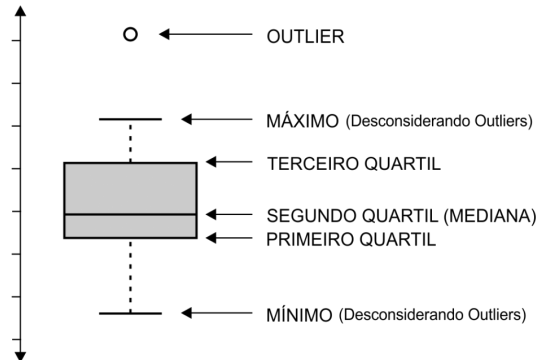 OUTLIER
MÁXIMO (Desconsiderando Outliers)
TERCEIRO QUARTIL
SEGUNDO QUARTIL (MEDIANA)
PRIMEIRO QUARTIL
MÍNIMO (Desconsiderando Outliers)